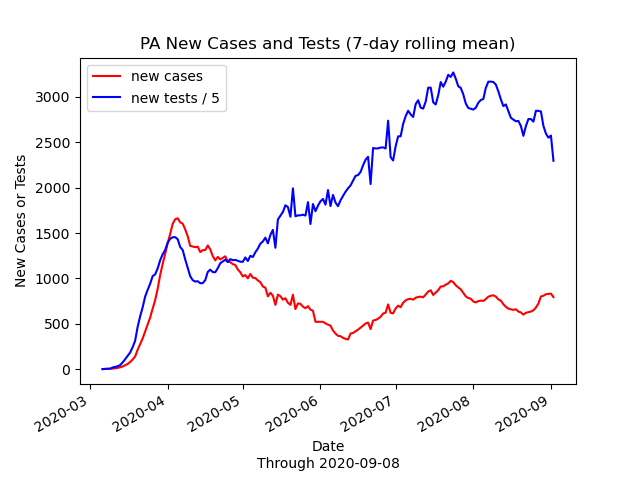 PA New Cases and Tests (7-day rolling mean)
new cases
new tests / 5
New Cases or Tests
3000
2500
2000
1500
1000
500
0
2020-03
2020-04
2020-05
2020-06
2020-07
2020-08
2020-09
Date
Through 2020-09-08